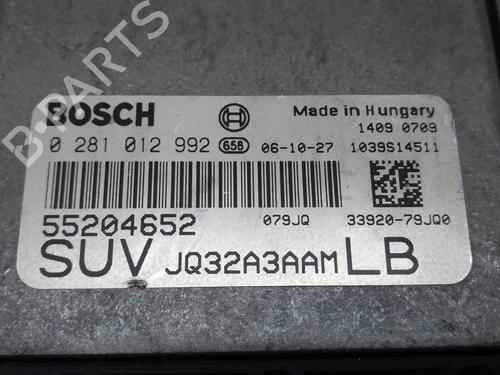 BOSCH
Made in Hungary
1409 0709
0 281 012 992 658 06-10-27 1039S14511
55204652
079JQ 33920-79JQ0
SUV JQ32A3AAM LB
B-PARTS